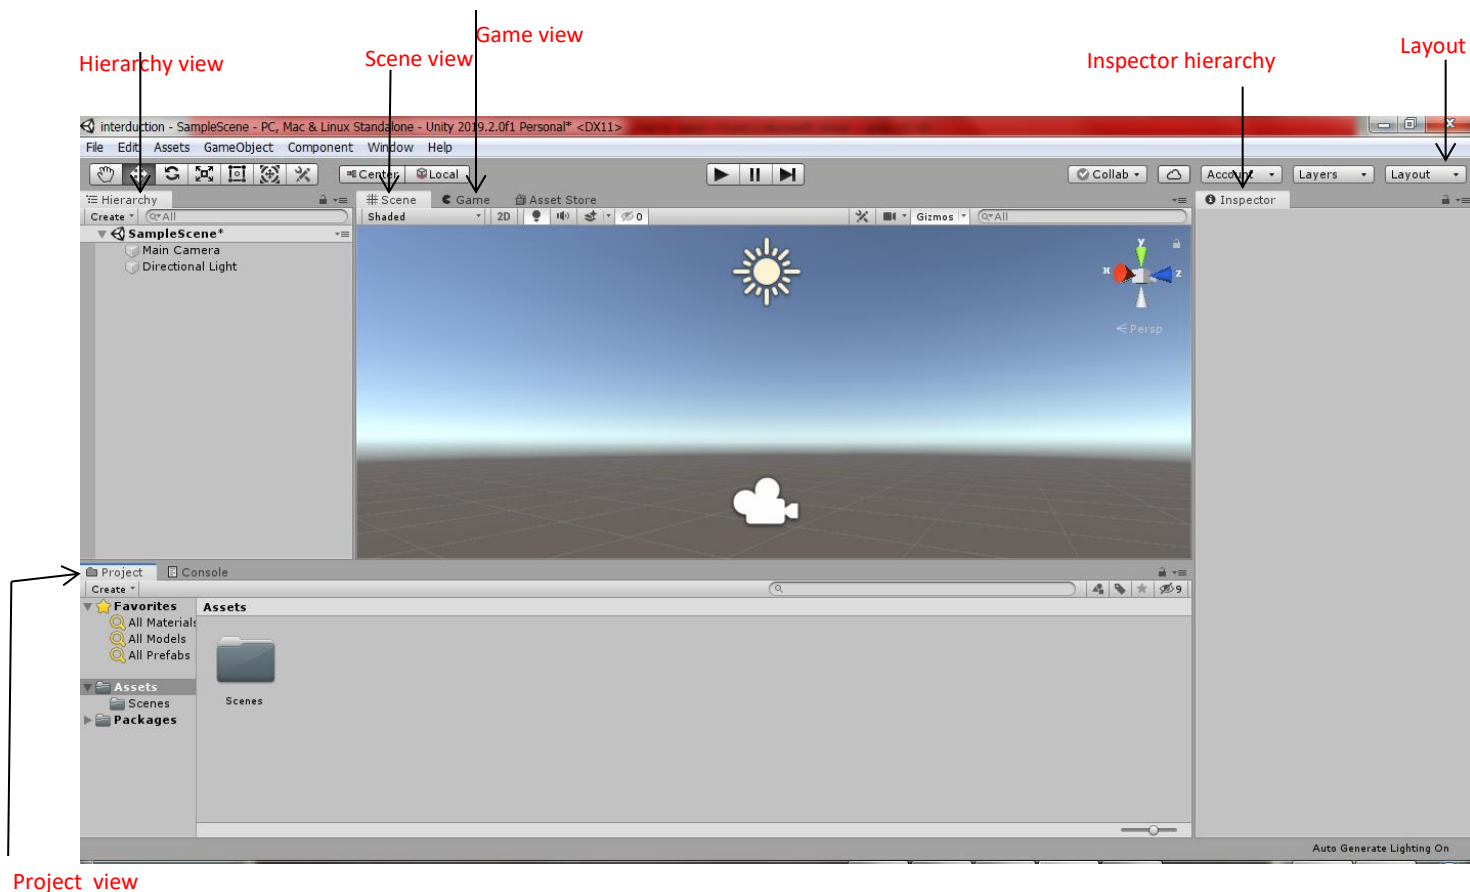 Game view
Hierarchy view
Scene view
Inspector hierarchy
Layout
interduction - SampleScene - PC, Mac & Linux Standalone - Unity 2019.2.0f1 Personal* <DX11>
File Edit Assets GameObject Component Window Help
Center Local Collab Account Layers Layout
Hierarchy
Scene Game Asset Store
Inspector
Create All
Shaded 2D 0 Gizmos All
SampleScene*
Main Camera
Directional Light
y
x z
Persp
Project Console
Create
9
Favorites
Assets
All Materials
All Models
All Prefabs
Assets
Scenes
Scenes
Packages
Auto Generate Lighting On
Project view